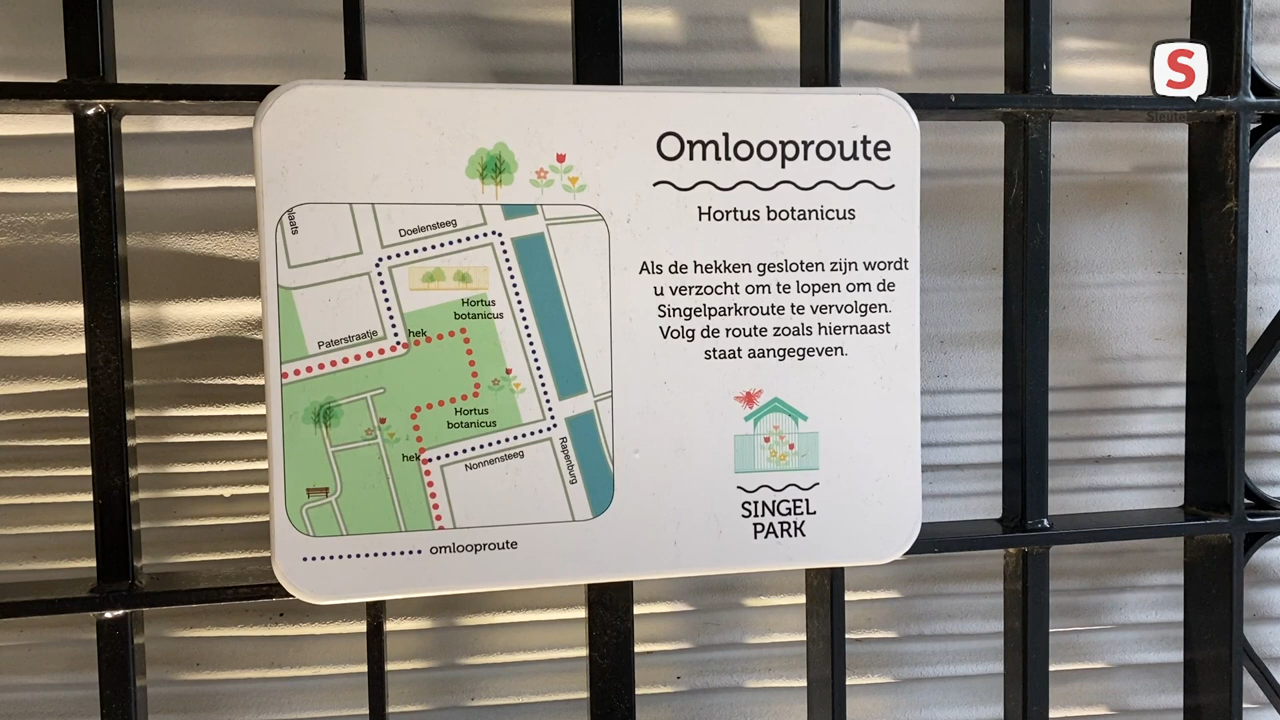 Omlooproute
Hortus botanicus
Als de hekken gesloten zijn wordt
u verzocht om te lopen om de
Singelparkroute te vervolgen.
Volg de route zoals hiernaast
staat aangegeven.
SINGEL
PARK
Doelensteeg
Hortus
botanicus
Paterstraatje
hek
Hortus
botanicus
hek
Nonnensteeg
Rapenburg
omlooproute
S